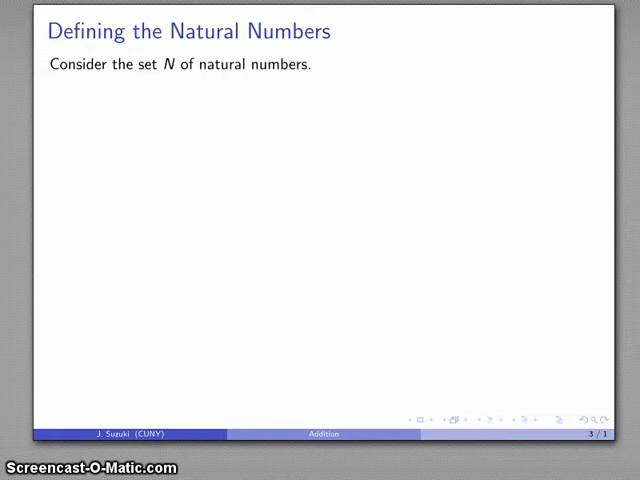 Defining the Natural Numbers
Consider the set N of natural numbers.
J. Suzuki (CUNY)
Addition
3 / 1
Screencast-O-Matic.com